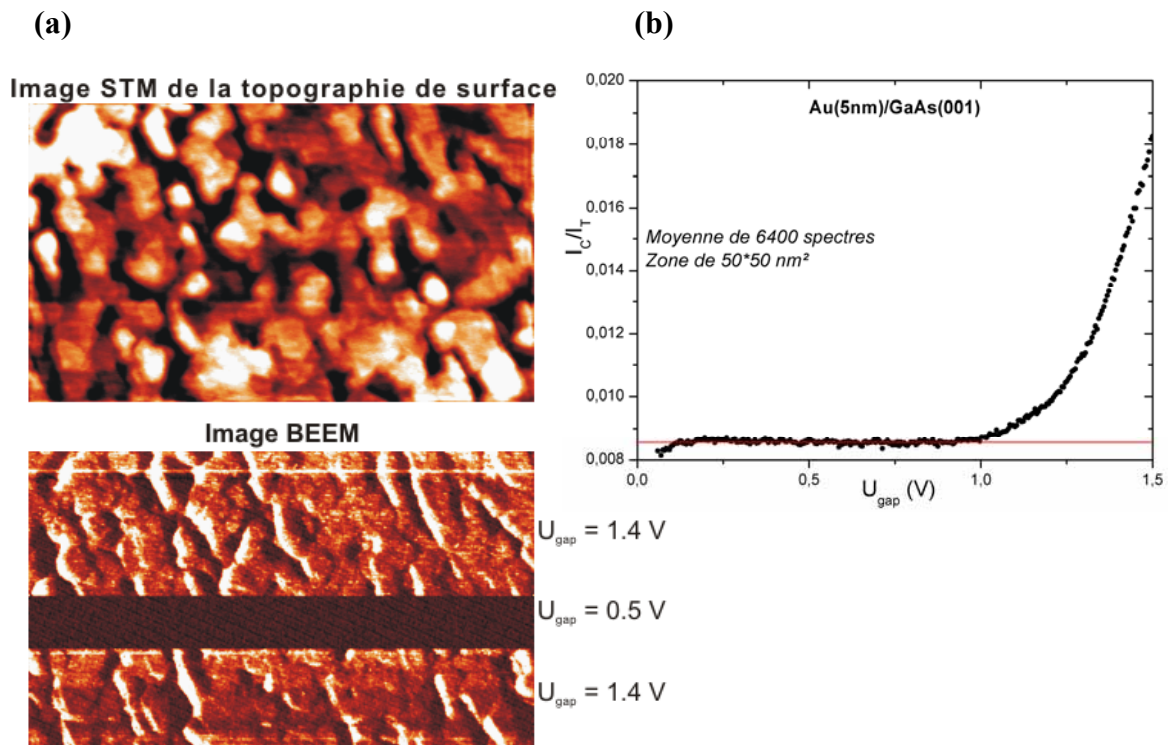 (a)
Image STM de la topographie de surface
Image BEEM
U_gap = 1.4 V
U_gap = 0.5 V
U_gap = 1.4 V
(b)
0,020
0,018
0,016
0,014
0,012
0,010
0,008
I_C/I_T
Au(5nm)/GaAs(001)
Moyenne de 6400 spectres
Zone de 50*50 nm²
0,0 0,5 1,0 1,5
U_gap (V)